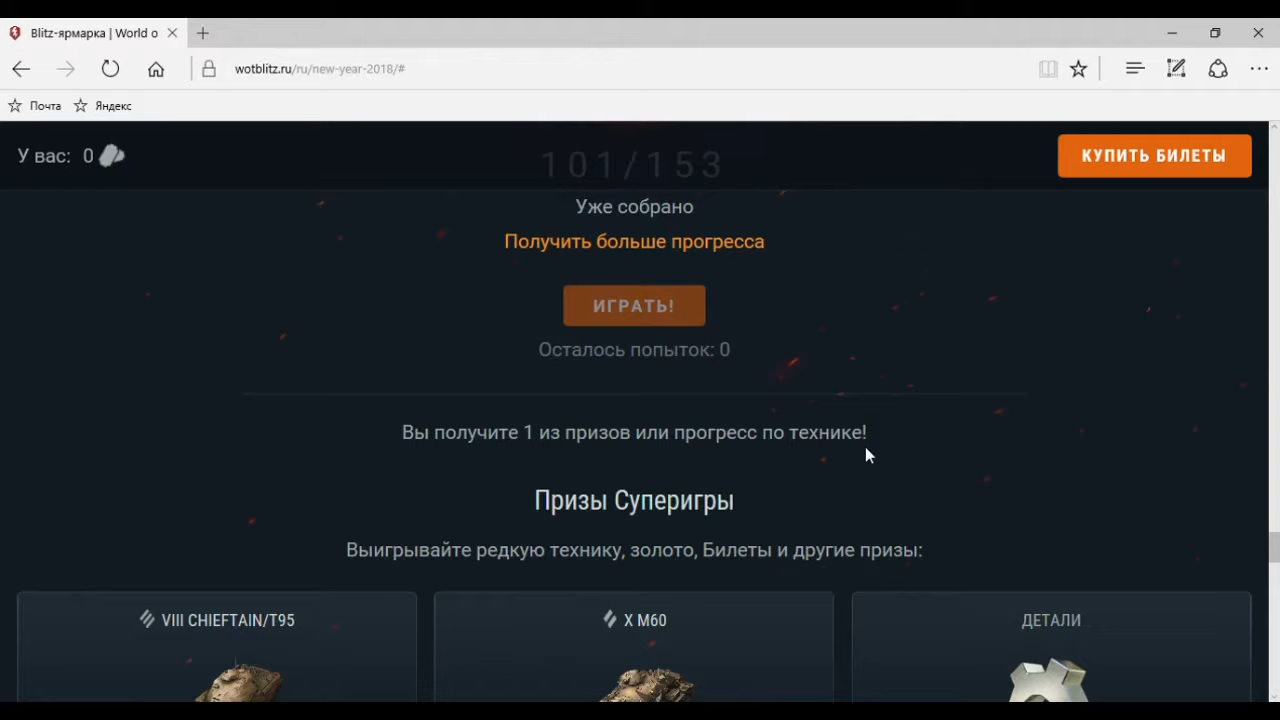 Blitz-ярмарка | World o
wotblitz.ru/ru/new-year-2018/#
Почта
Яндекс
У вас: 0
КУПИТЬ БИЛЕТЫ
101/153
Уже собрано
Получить больше прогресса
ИГРАТЬ!
Осталось попыток: 0
Вы получите 1 из призов или прогресс по технике!
Призы Суперигры
Выигрывайте редкую технику, золото, Билеты и другие призы:
VIII CHIEFTAIN/T95
X M60
ДЕТАЛИ